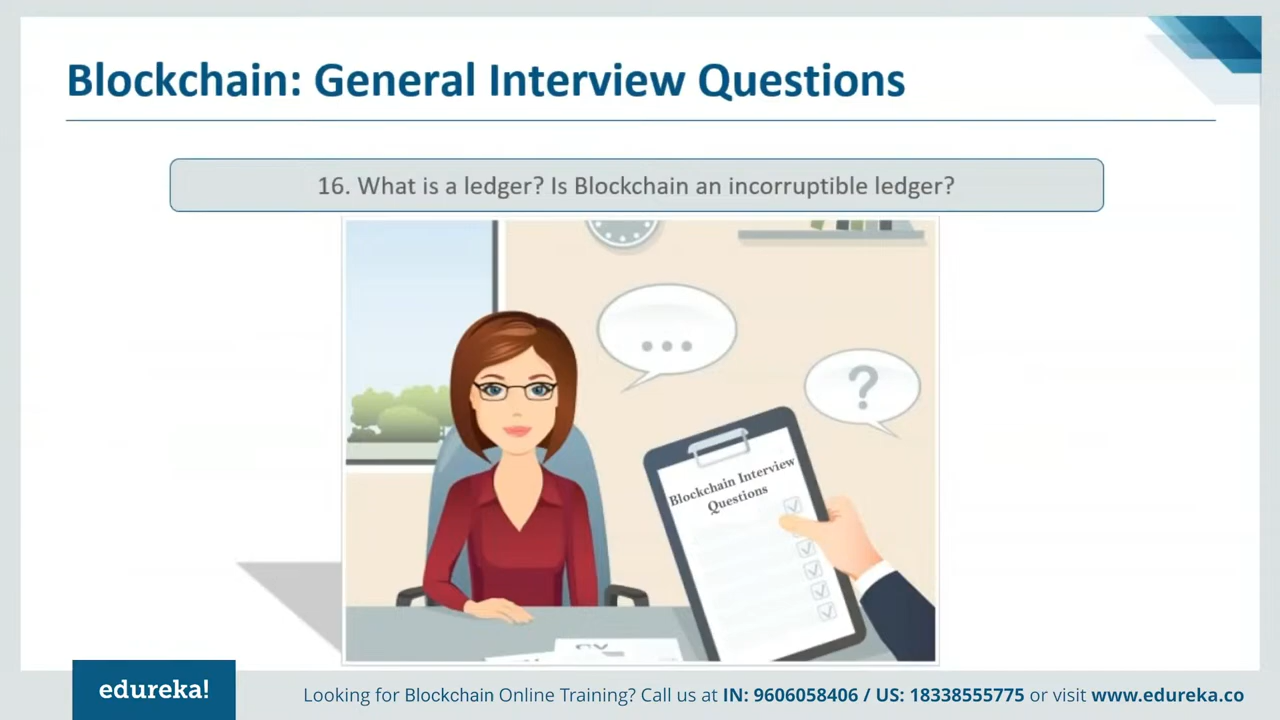 Blockchain: General Interview Questions
16. What is a ledger? Is Blockchain an incorruptible ledger?
...
?
Blockchain Interview
Questions
edureka!
Looking for Blockchain Online Training? Call us at IN: 9606058406 / US: 18338555775 or visit www.edureka.co